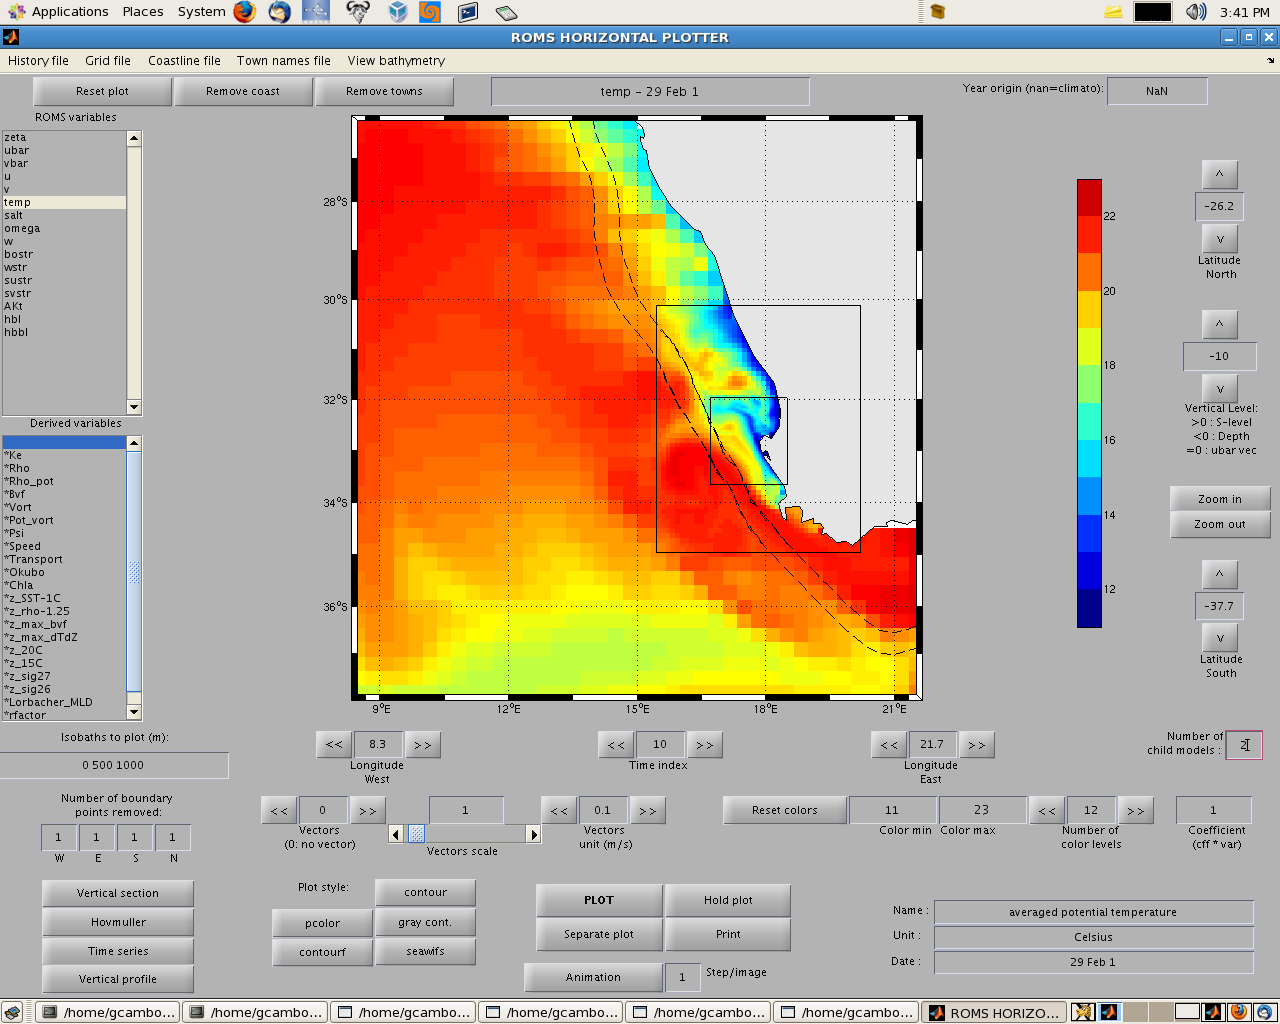 Applications Places System 3:41 PM
ROMS HORIZONTAL PLOTTER
History file Grid file Coastline file Town names file View bathymetry
Reset plot Remove coast Remove towns temp - 29 Feb 1 Year origin (nan=climato): NaN
ROMS variables
zeta
ubar
vbar
u
v
temp
salt
omega
w
bostr
wstr
sustr
svstr
AKt
hbl
hbbl
Derived variables
*Ke
*Rho
*Rho_pot
*Bvf
*Vort
*Pot_vort
*Psi
*Speed
*Transport
*Okubo
*Chla
*z_SST-1C
*z_rho-1.25
*z_max_bvf
*z_max_dTdZ
*z_20C
*z_15C
*z_sig27
*z_sig26
*Lorbacher_MLD
*rfactor
28°S
30°S
32°S
34°S
36°S
9°E 12°E 15°E 18°E 21°E
22
20
18
16
14
12
^
-26.2
v
Latitude
North
^
-10
v
Vertical Level:
>0 : S-level
<0 : Depth
=0 : ubar vec
Zoom in
Zoom out
^
-37.7
v
Latitude
South
Isobaths to plot (m):
0 500 1000
<< 8.3 >>
Longitude
West
<< 10 >>
Time index
<< 21.7 >>
Longitude
East
Number of
child models : 2
Number of boundary
points removed:
1 1 1 1
W E S N
<< 0 >>
Vectors
(0: no vector)
1
Vectors scale
<< 0.1 >>
Vectors
unit (m/s)
Reset colors 11 23 << 12 >> 1
Color min Color max Number of
color levels
Coefficient
(cff * var)
Vertical section
Hovmuller
Time series
Vertical profile
Plot style: contour
pcolor gray cont.
contourf seawifs
PLOT Hold plot
Separate plot Print
Animation 1 Step/image
Name : averaged potential temperature
Unit : Celsius
Date : 29 Feb 1
/home/gcambo... /home/gcambo... /home/gcambo... /home/gcambo... /home/gcambo... /home/gcambo... ROMS HORIZO...